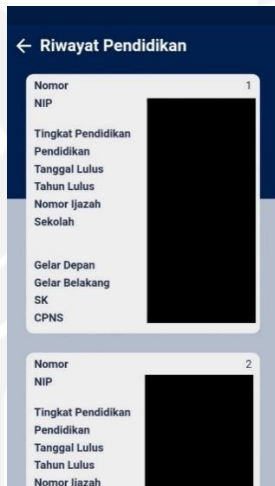 ← Riwayat Pendidikan
Nomor 1
NIP
Tingkat Pendidikan
Pendidikan
Tanggal Lulus
Tahun Lulus
Nomor Ijazah
Sekolah
Gelar Depan
Gelar Belakang
SK
CPNS
Nomor 2
NIP
Tingkat Pendidikan
Pendidikan
Tanggal Lulus
Tahun Lulus
Nomor Ijazah